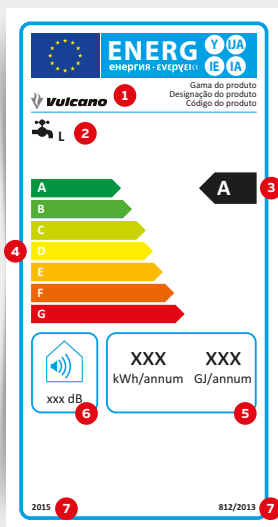 ENERG Y IJA
енергия · ενεργεια IE IA
Vulcano
1
Gama do produto
Designação do produto
Código do produto
L
2
A
A
3
B
C
D
4
E
F
G
XXX XXX
kWh/annum GJ/annum
xxx dB
6
5
2015
7
812/2013
7